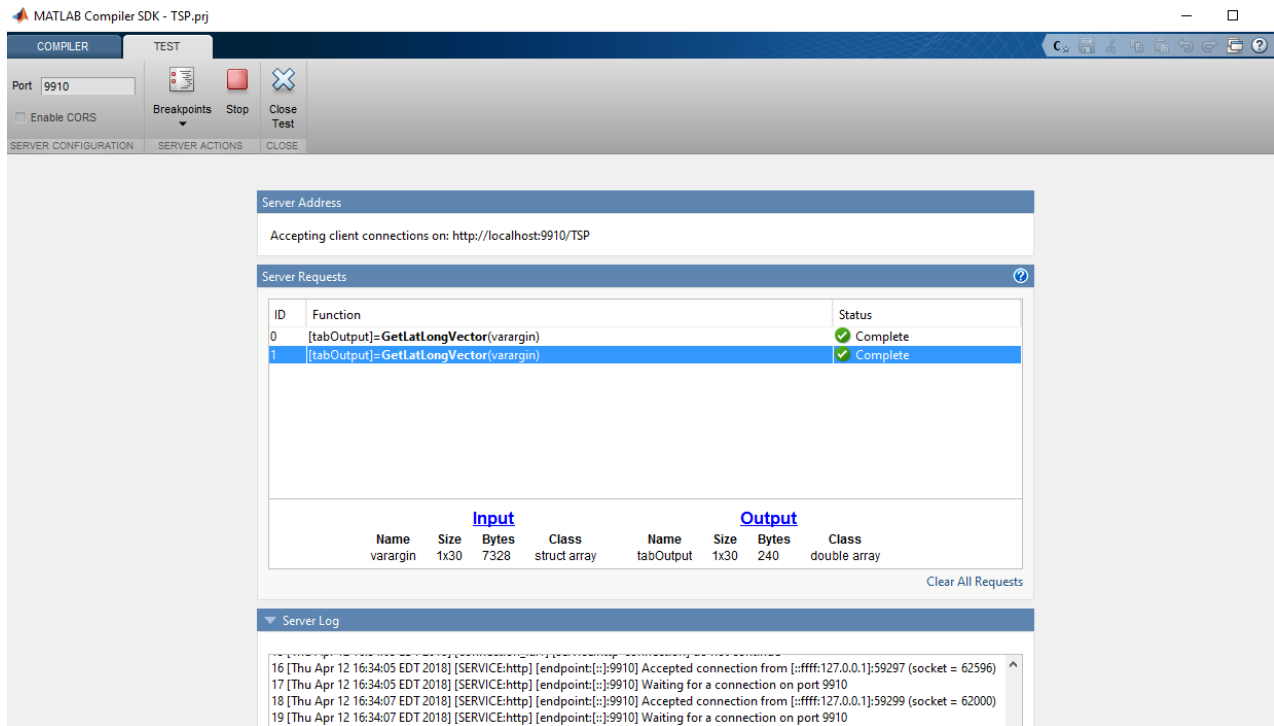 MATLAB Compiler SDK - TSP.prj
COMPILER TEST
Port 9910
Enable CORS
Breakpoints Stop Close Test
SERVER CONFIGURATION SERVER ACTIONS CLOSE
Server Address
Accepting client connections on: http://localhost:9910/TSP
Server Requests
ID Function Status
0 [tabOutput]=GetLatLongVector(varargin) Complete
1 [tabOutput]=GetLatLongVector(varargin) Complete
Input Output
Name Size Bytes Class Name Size Bytes Class
varargin 1x30 7328 struct array tabOutput 1x30 240 double array
Clear All Requests
Server Log
16 [Thu Apr 12 16:34:05 EDT 2018] [SERVICE:http] [endpoint:[::]:9910] Accepted connection from [::ffff:127.0.0.1]:59297 (socket = 62596)
17 [Thu Apr 12 16:34:05 EDT 2018] [SERVICE:http] [endpoint:[::]:9910] Waiting for a connection on port 9910
18 [Thu Apr 12 16:34:07 EDT 2018] [SERVICE:http] [endpoint:[::]:9910] Accepted connection from [::ffff:127.0.0.1]:59299 (socket = 62000)
19 [Thu Apr 12 16:34:07 EDT 2018] [SERVICE:http] [endpoint:[::]:9910] Waiting for a connection on port 9910